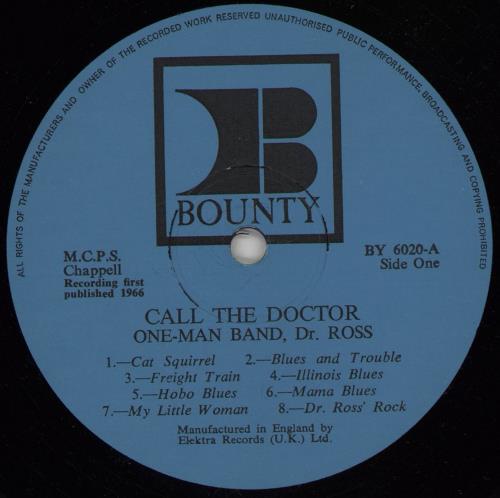 ALL RIGHTS OF THE MANUFACTURERS AND OWNER OF THE RECORDED WORK RESERVED UNAUTHORISED PUBLIC PERFORMANCE, BROADCASTING AND COPYING PROHIBITED
B
BOUNTY
M.C.P.S.
Chappell
Recording first
published 1966
BY 6020-A
Side One
CALL THE DOCTOR
ONE-MAN BAND, Dr. ROSS
1.—Cat Squirrel 2.—Blues and Trouble
3.—Freight Train 4.—Illinois Blues
5.—Hobo Blues 6.—Mama Blues
7.—My Little Woman 8.—Dr. Ross' Rock
Manufactured in England by
Elektra Records (U.K.) Ltd.